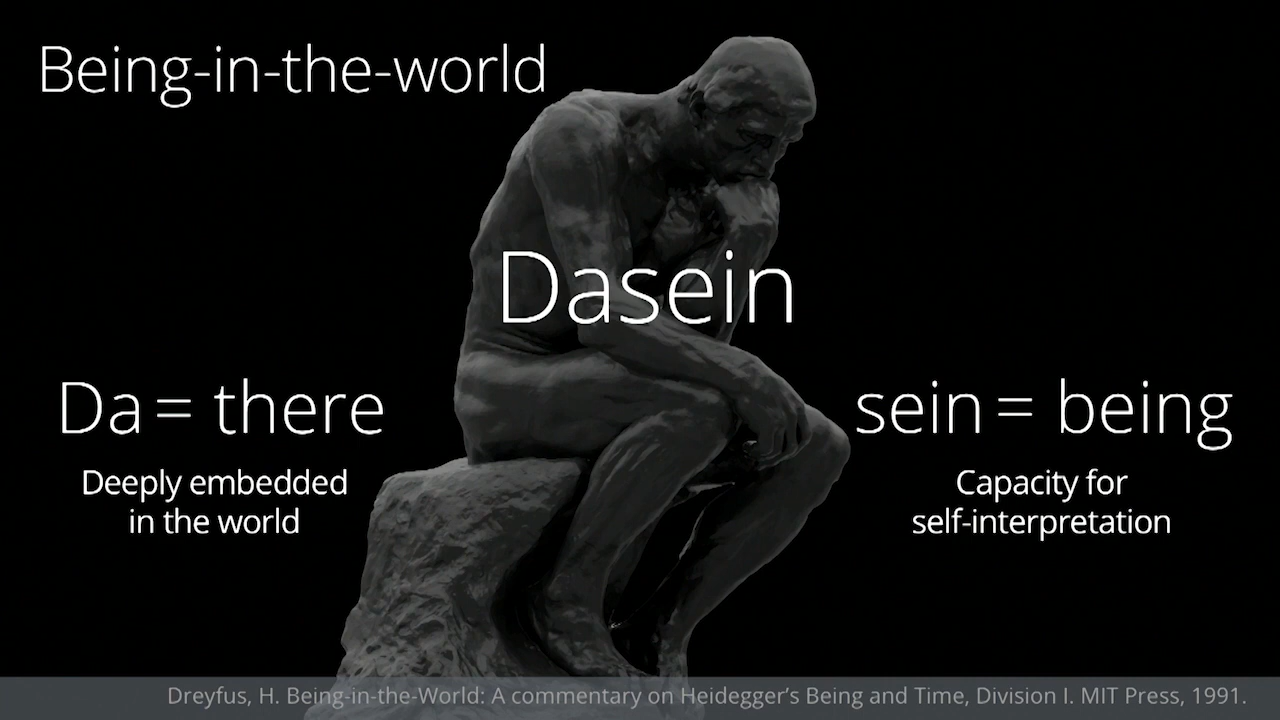 Being-in-the-world
Dasein
Da = there
Deeply embedded
in the world
sein = being
Capacity for
self-interpretation
Dreyfus, H. Being-in-the-World: A commentary on Heidegger’s Being and Time, Division I. MIT Press, 1991.